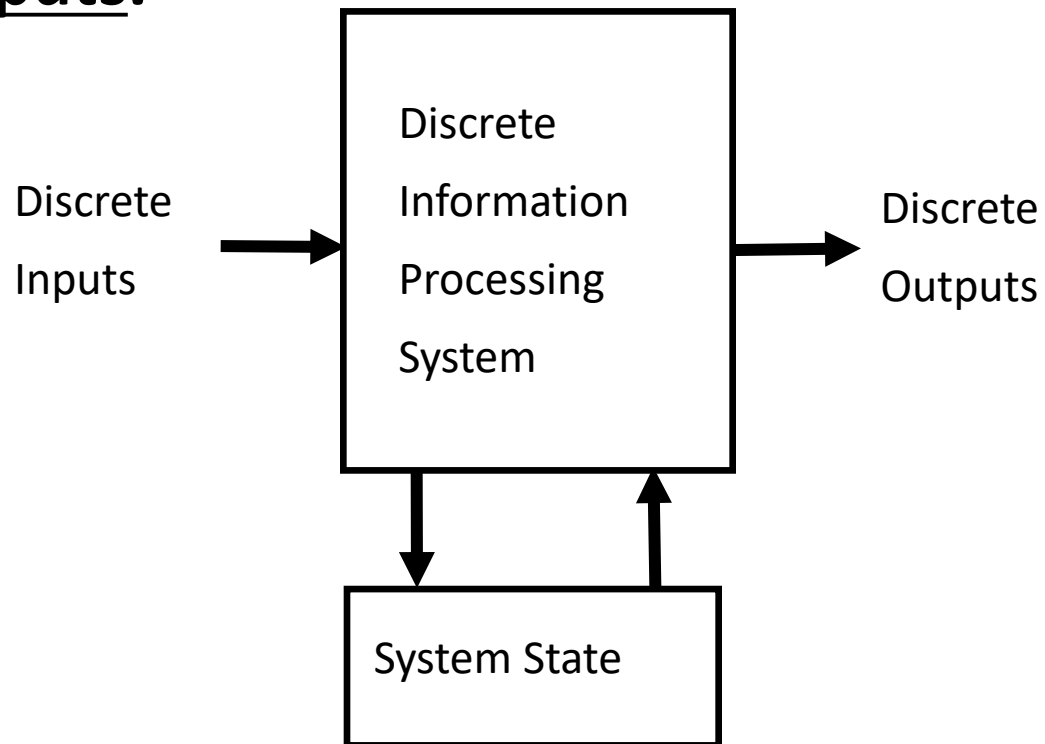 Discrete
Information
Processing
System
Discrete
Inputs
Discrete
Outputs
System State